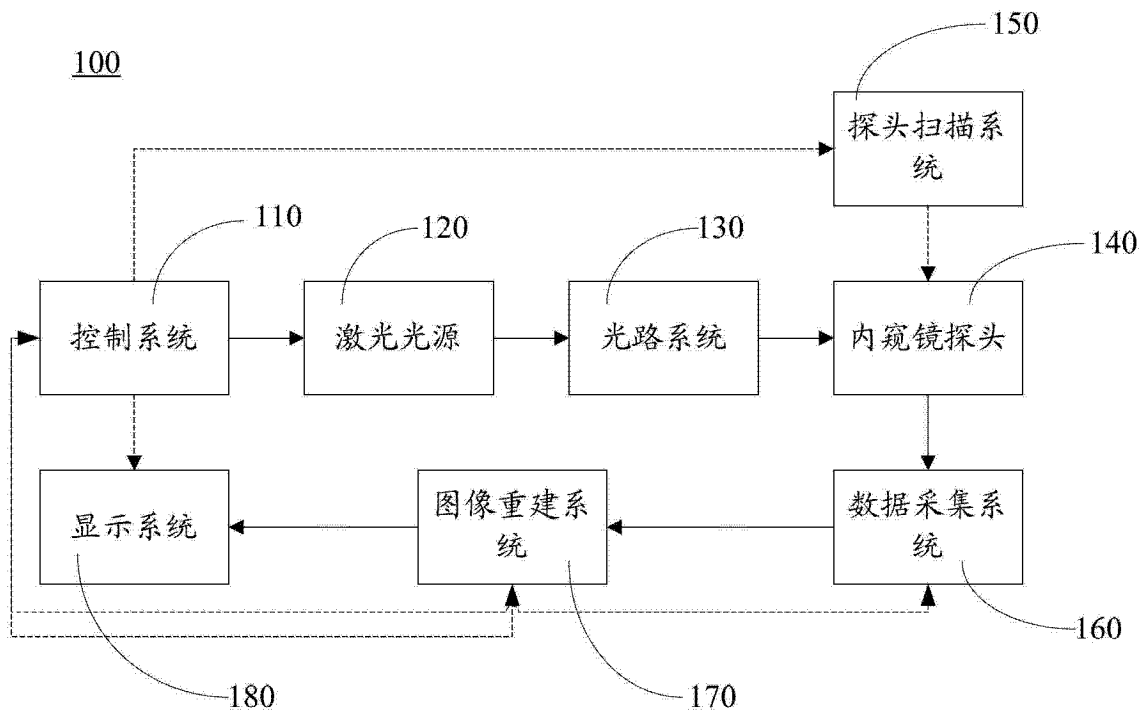 150
100
探头扫描系
统
110
120
130
140
控制系统
激光光源
光路系统
内窥镜探头
显示系统
图像重建系
统
数据采集系
统
160
180
170